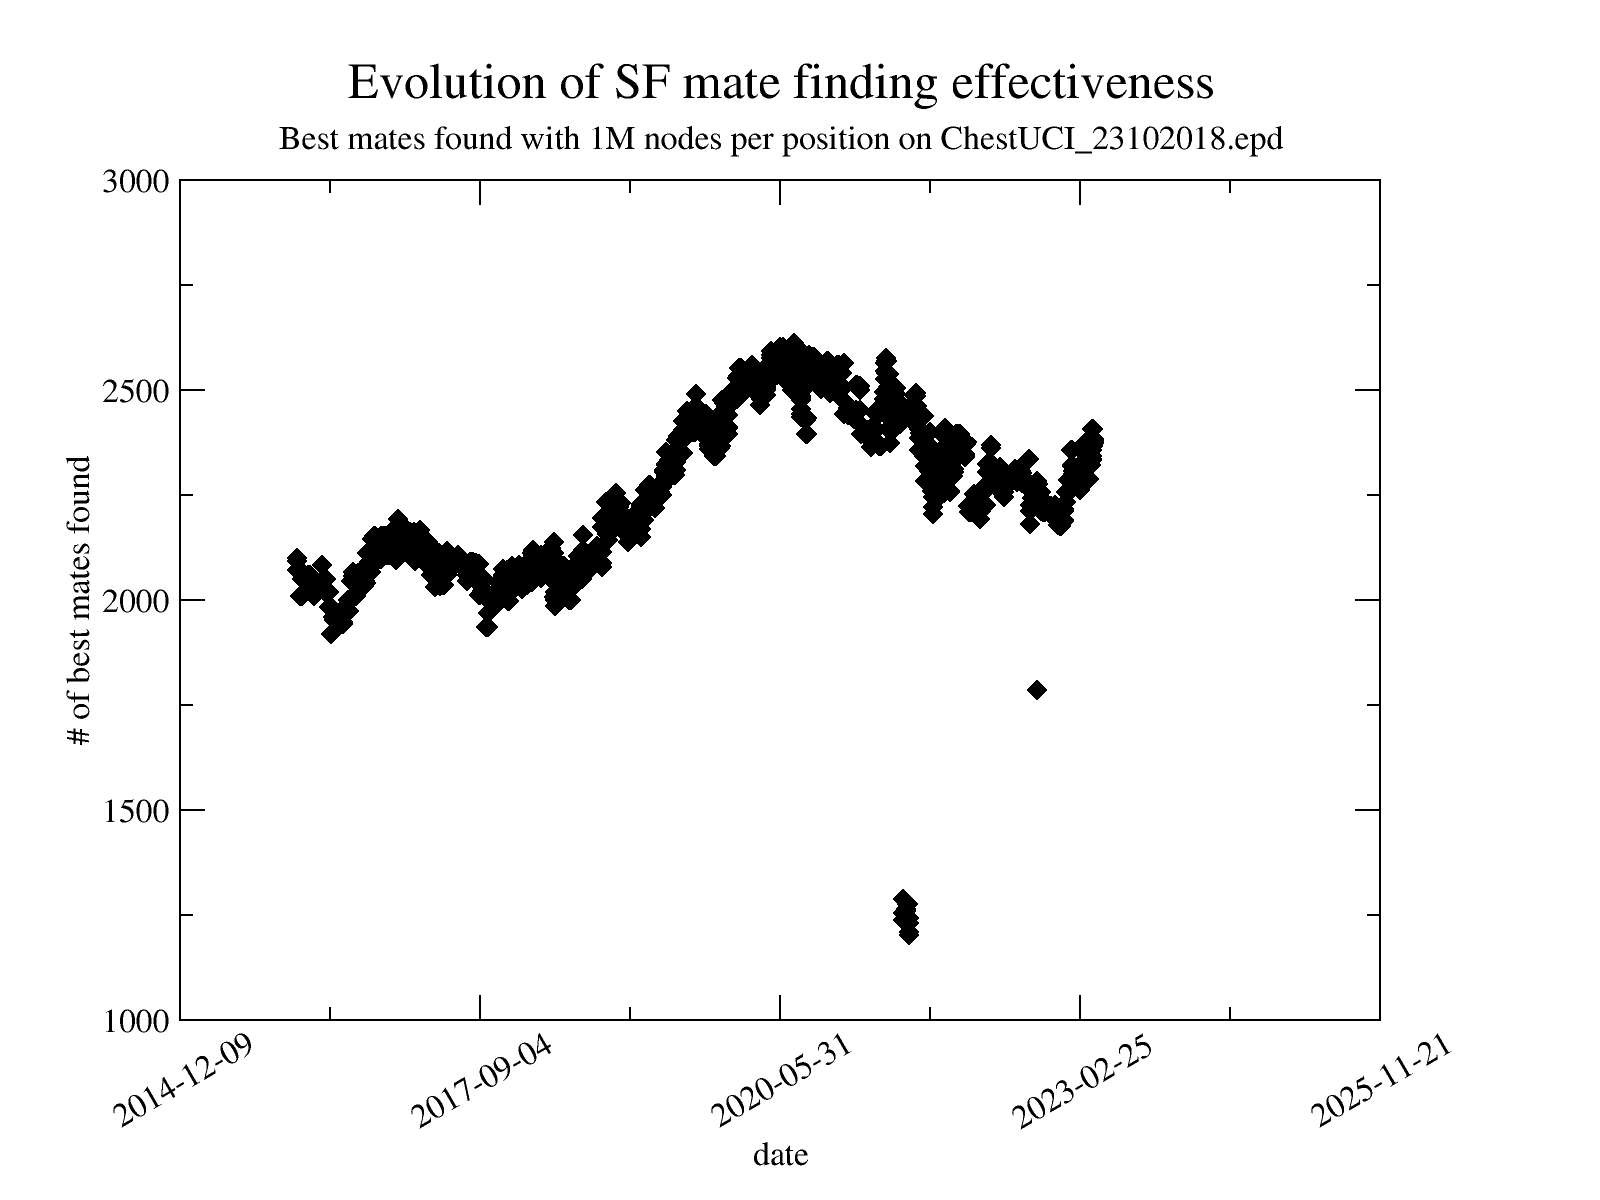 Evolution of SF mate finding effectiveness
Best mates found with 1M nodes per position on ChestUCI_23102018.epd
3000
2500
2000
1500
1000
# of best mates found
2014-12-09
2017-09-04
2020-05-31
2023-02-25
2025-11-21
date